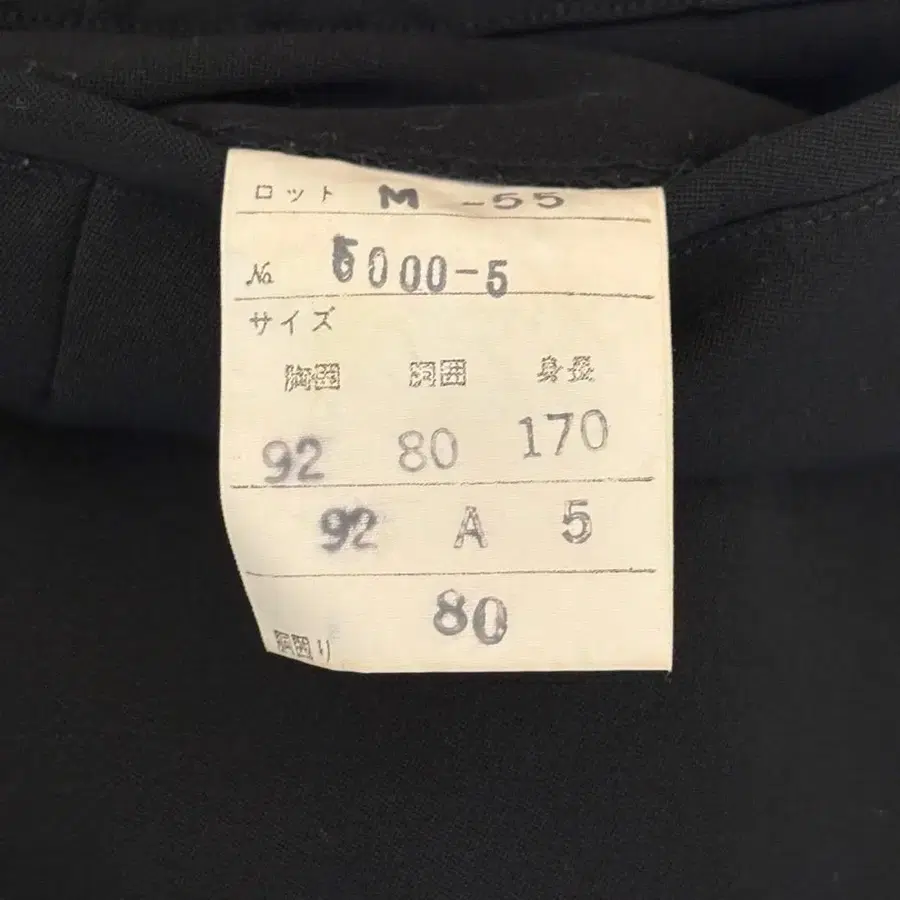 ロット M -55
№ 6000-5
サイズ
胸囲 胴囲 身長
92 80 170
92 A 5
80
胴囲り